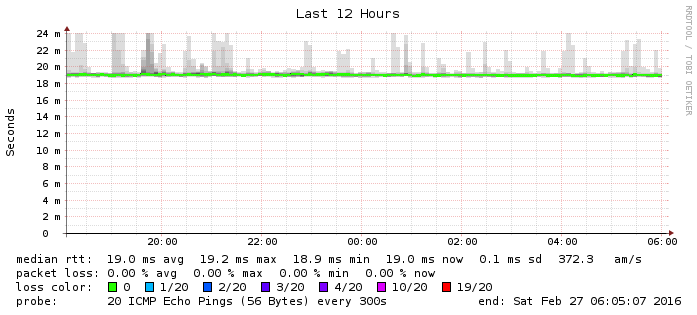 Last 12 Hours
RRDTOOL / TOBI OETIKER
Seconds
24 m
22 m
20 m
18 m
16 m
14 m
12 m
10 m
8 m
6 m
4 m
2 m
0
20:00 22:00 00:00 02:00 04:00 06:00
median rtt: 19.0 ms avg 19.2 ms max 18.9 ms min 19.0 ms now 0.1 ms sd 372.3 am/s
packet loss: 0.00 % avg 0.00 % max 0.00 % min 0.00 % now
loss color: 0 1/20 2/20 3/20 4/20 10/20 19/20
probe: 20 ICMP Echo Pings (56 Bytes) every 300s end: Sat Feb 27 06:05:07 2016